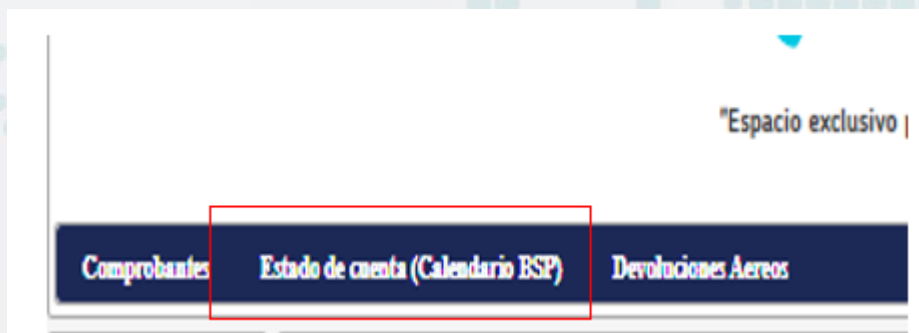 "Espacio exclusivo
Comprobantes Estado de cuenta (Calendario BSP) Devoluciones Aereos